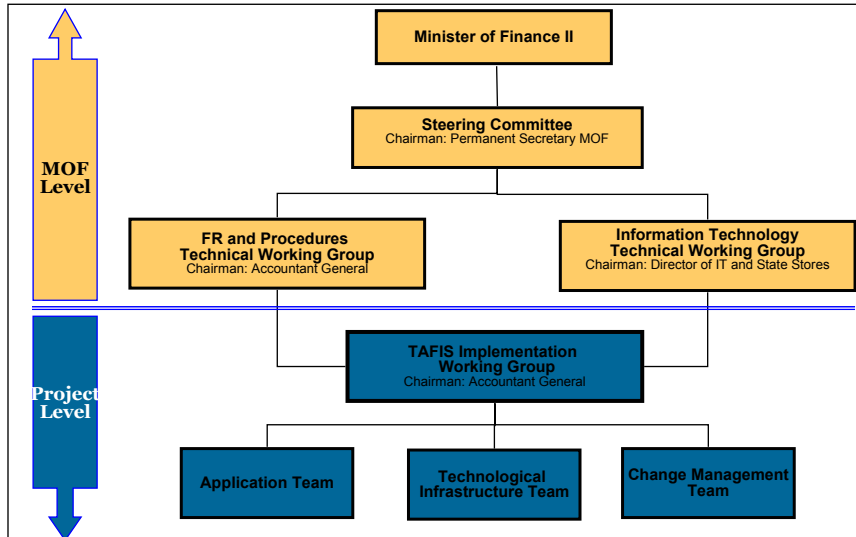 Minister of Finance II
Steering Committee
Chairman: Permanent Secretary MOF
MOF
Level
FR and Procedures
Technical Working Group
Chairman: Accountant General
Information Technology
Technical Working Group
Chairman: Director of IT and State Stores
TAFIS Implementation
Working Group
Chairman: Accountant General
Project
Level
Application Team
Technological
Infrastructure Team
Change Management
Team